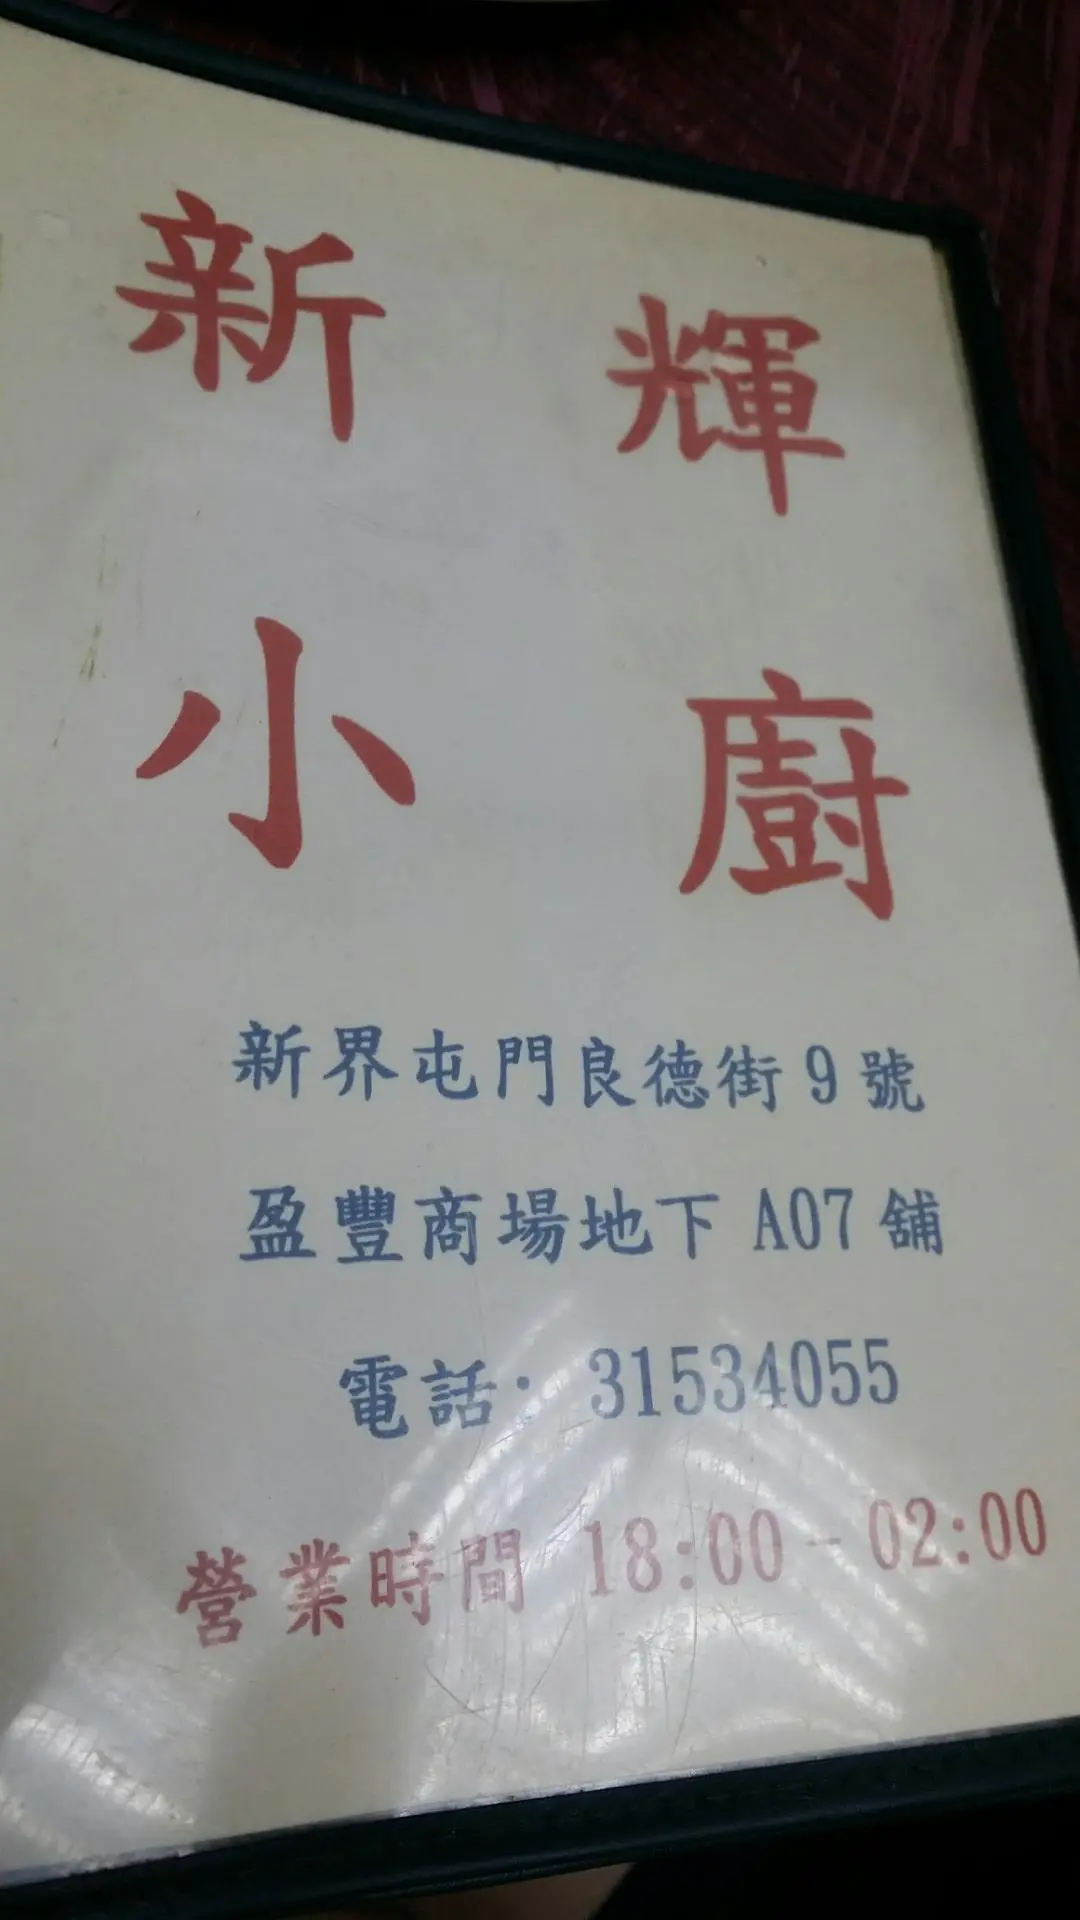 新輝
小廚
新界屯門良德街9號
盈豐商場地下A07舖
電話: 31534055
營業時間 18:00-02:00